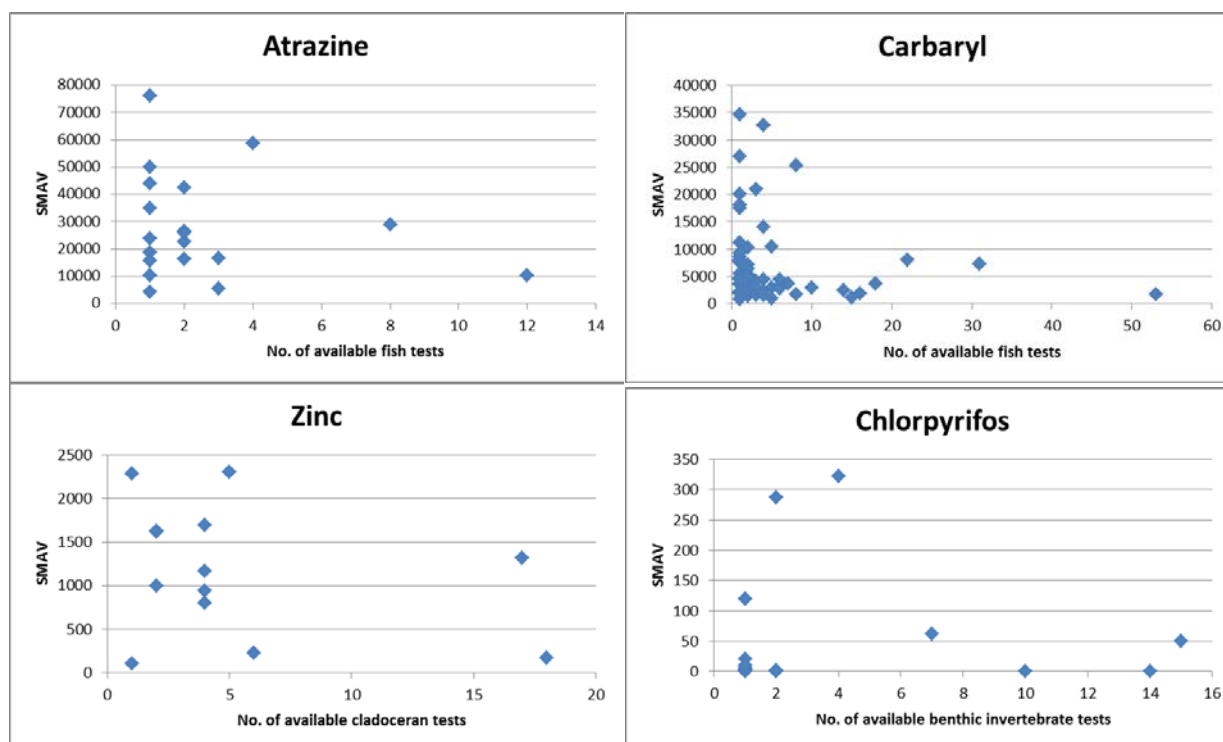 Atrazine
SMAV
80000
70000
60000
50000
40000
30000
20000
10000
0
0 2 4 6 8 10 12 14
No. of available fish tests
Carbaryl
SMAV
40000
35000
30000
25000
20000
15000
10000
5000
0
0 10 20 30 40 50 60
No. of available fish tests
Zinc
SMAV
2500
2000
1500
1000
500
0
0 5 10 15 20
No. of available cladoceran tests
Chlorpyrifos
SMAV
350
300
250
200
150
100
50
0
0 2 4 6 8 10 12 14 16
No. of available benthic invertebrate tests